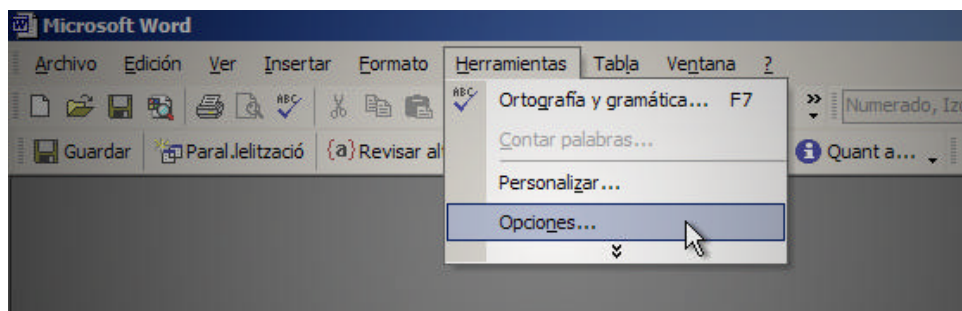 Microsoft Word
Archivo Edición Ver Insertar Formato Herramientas Tabla Ventana ?
ABC Ortografía y gramática... F7 Numerado, Iz
Contar palabras...
Guardar Paral.lelització {a} Revisar al Quant a...
Personalizar...
Opciones...